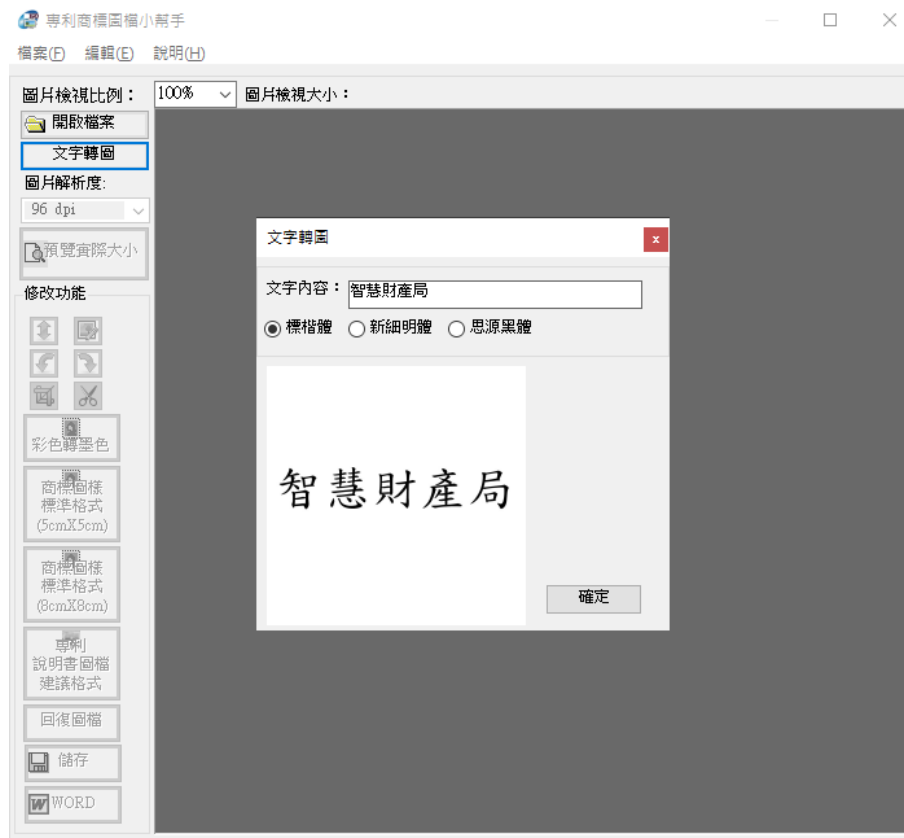 專利商標圖檔小幫手
檔案(F) 編輯(E) 說明(H)
圖片檢視比例： 100% 圖片檢視大小：
開啟檔案
文字轉圖
圖片解析度:
96 dpi
預覽實際大小
修改功能
彩色轉墨色
商標圖樣
標準格式
(5cmX5cm)
商標圖樣
標準格式
(8cmX8cm)
專利
說明書圖檔
建議格式
回復圖檔
儲存
WORD
文字轉圖
x
文字內容： 智慧財產局
標楷體 新細明體 思源黑體
智慧財產局
確定